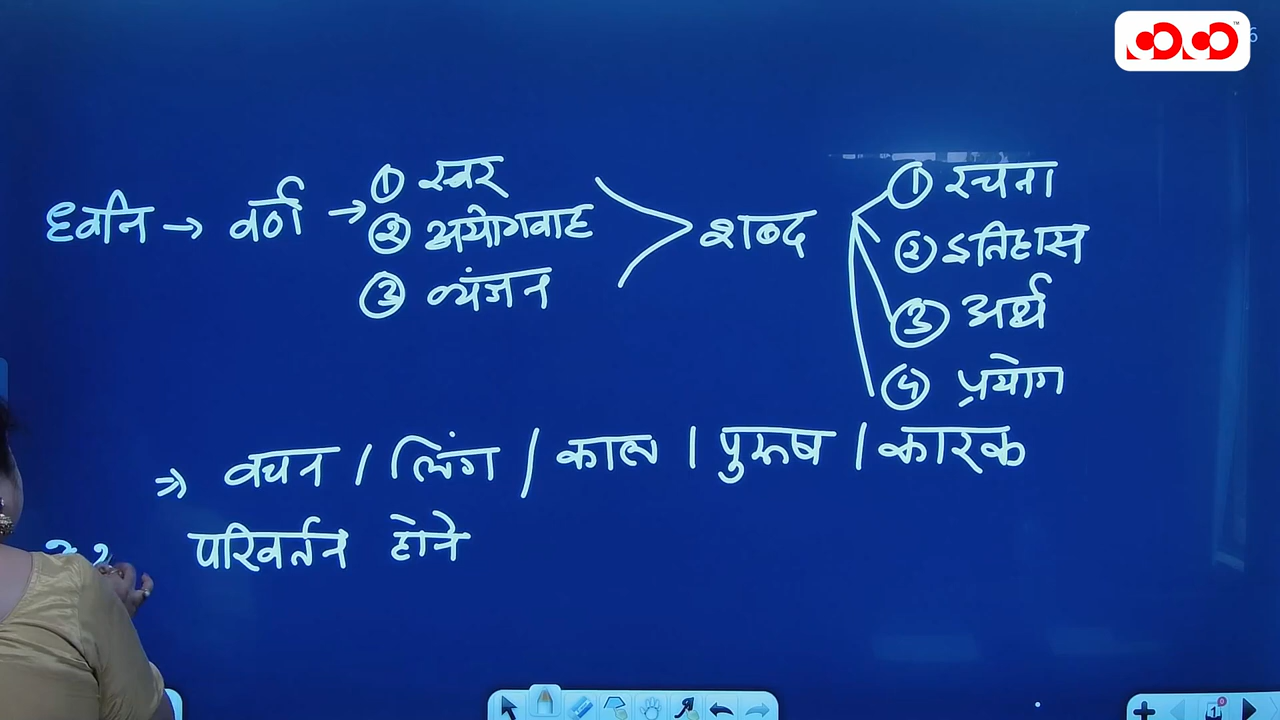 ध्वनि → वर्ण → ① स्वर
② अयोगवाह
③ व्यंजन
> शब्द
① रचना
② इतिहास
③ अर्थ
④ प्रयोग
⇒ वचन / लिंग / काल / पुरूष / कारक
परिवर्तन होने